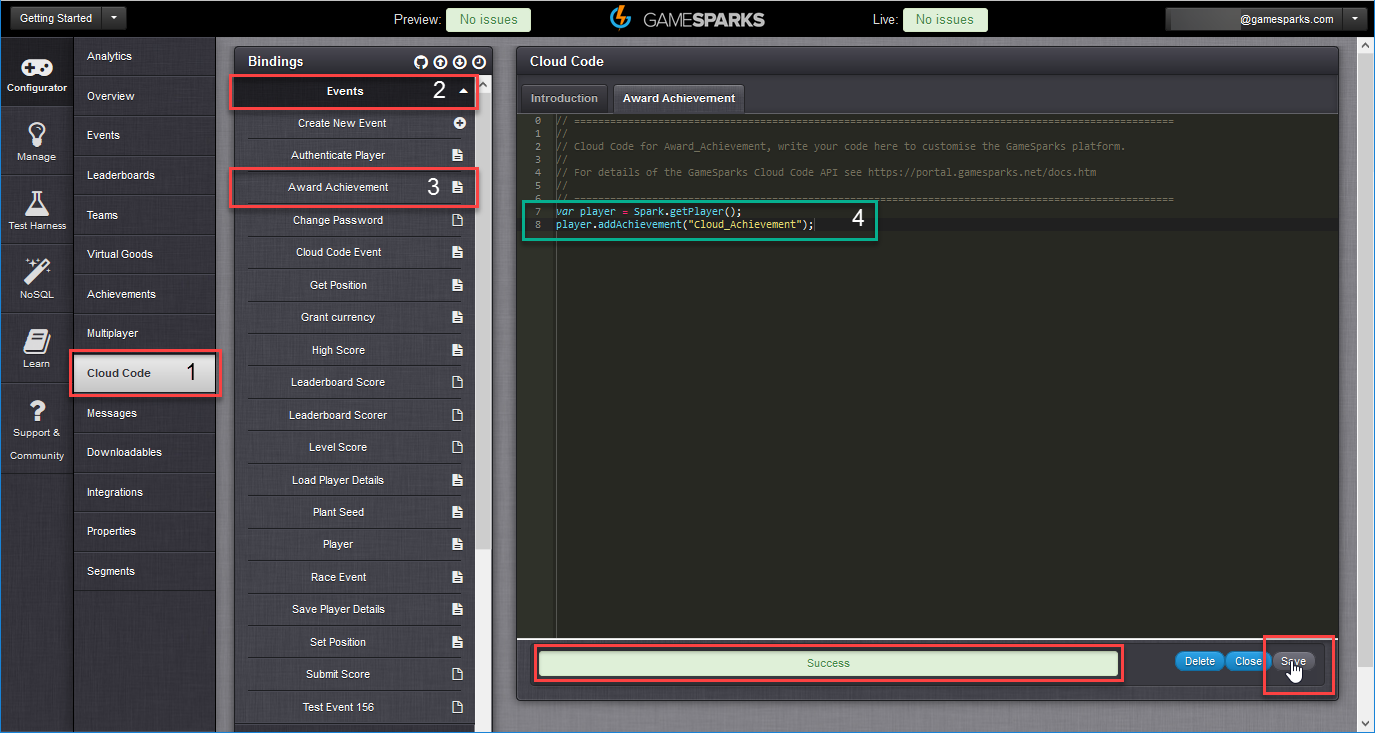 Getting Started
Preview: No issues
GAMESPARKS
Live: No issues
@gamesparks.com
Configurator
Manage
Test Harness
NoSQL
Learn
?
Support &
Community
Analytics
Overview
Events
Leaderboards
Teams
Virtual Goods
Achievements
Multiplayer
Cloud Code 1
Messages
Downloadables
Integrations
Properties
Segments
Bindings
Events 2
Create New Event
Authenticate Player
Award Achievement 3
Change Password
Cloud Code Event
Get Position
Grant currency
High Score
Leaderboard Score
Leaderboard Scorer
Level Score
Load Player Details
Plant Seed
Player
Race Event
Save Player Details
Set Position
Submit Score
Test Event 156
Cloud Code
Introduction Award Achievement
0 // ====================================================================================================
1 //
2 // Cloud Code for Award_Achievement, write your code here to customise the GameSparks platform.
3 //
4 // For details of the GameSparks Cloud Code API see https://portal.gamesparks.net/docs.htm
5 //
6 // ====================================================================================================
7 var player = Spark.getPlayer();
8 player.addAchievement("Cloud_Achievement");
4
Success
Delete Close Save